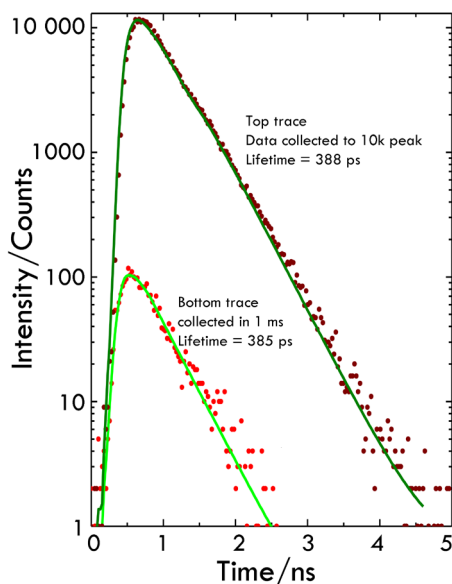 10 000
1000
100
10
1
Intensity/Counts
Top trace
Data collected to 10k peak
Lifetime = 388 ps
Bottom trace
collected in 1 ms
Lifetime = 385 ps
0 1 2 3 4 5
Time/ns